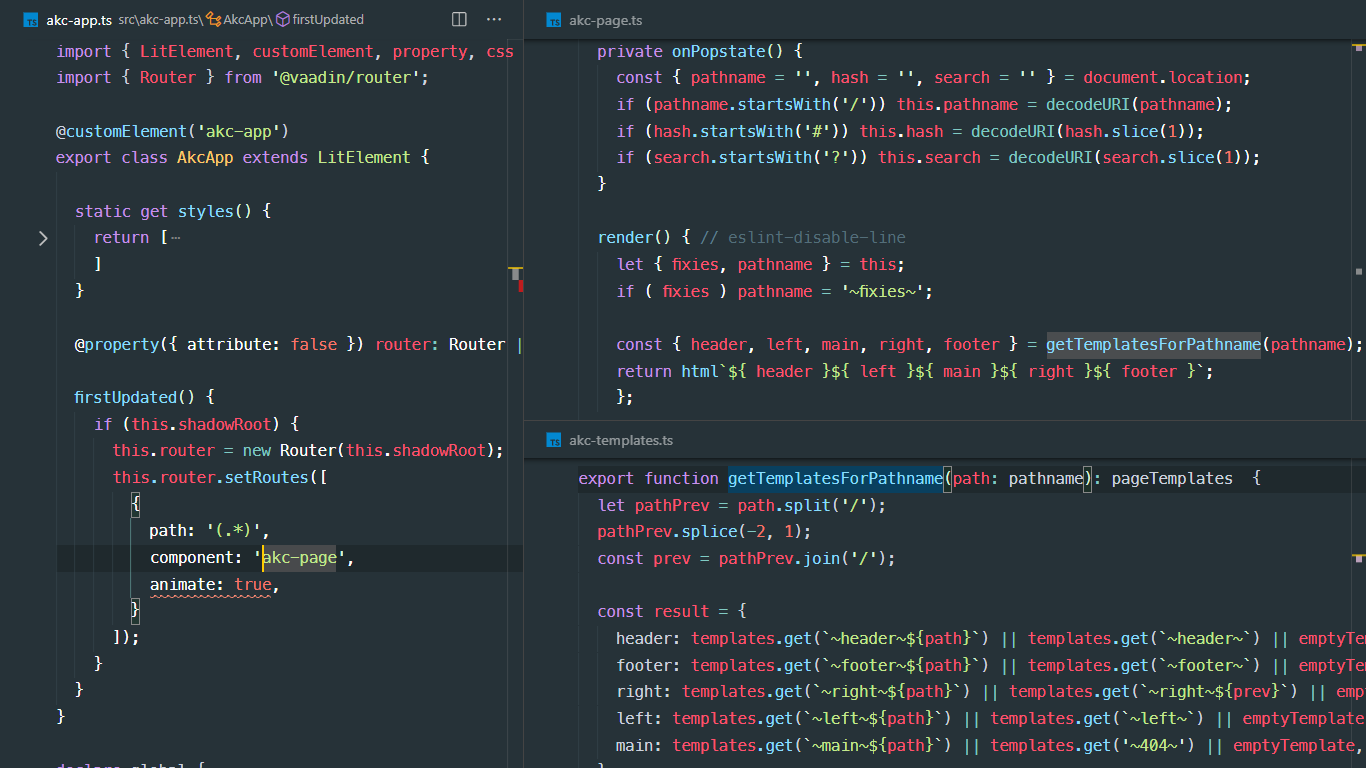 TS akc-app.ts src\akc-app.ts\ AkcApp\ firstUpdated ···
import { LitElement, customElement, property, css
import { Router } from '@vaadin/router';
@customElement('akc-app')
export class AkcApp extends LitElement {
static get styles() {
return [⋯
]
}
@property({ attribute: false }) router: Router |
firstUpdated() {
if (this.shadowRoot) {
this.router = new Router(this.shadowRoot);
this.router.setRoutes([
{
path: '(.*)',
component: 'akc-page',
animate: true,
}
]);
}
}
}
declare global {
TS akc-page.ts
private onPopstate() {
const { pathname = '', hash = '', search = '' } = document.location;
if (pathname.startsWith('/')) this.pathname = decodeURI(pathname);
if (hash.startsWith('#')) this.hash = decodeURI(hash.slice(1));
if (search.startsWith('?')) this.search = decodeURI(search.slice(1));
}
render() { // eslint-disable-line
let { fixies, pathname } = this;
if ( fixies ) pathname = '~fixies~';
const { header, left, main, right, footer } = getTemplatesForPathname(pathname);
return html`${ header }${ left }${ main }${ right }${ footer }`;
};
TS akc-templates.ts
export function getTemplatesForPathname(path: pathname): pageTemplates {
let pathPrev = path.split('/');
pathPrev.splice(-2, 1);
const prev = pathPrev.join('/');
const result = {
header: templates.get(`~header~${path}`) || templates.get(`~header~`) || emptyTem
footer: templates.get(`~footer~${path}`) || templates.get(`~footer~`) || emptyTem
right: templates.get(`~right~${path}`) || templates.get(`~right~${prev}`) || emp
left: templates.get(`~left~${path}`) || templates.get(`~left~`) || emptyTemplate
main: templates.get(`~main~${path}`) || templates.get('~404~') || emptyTemplate,